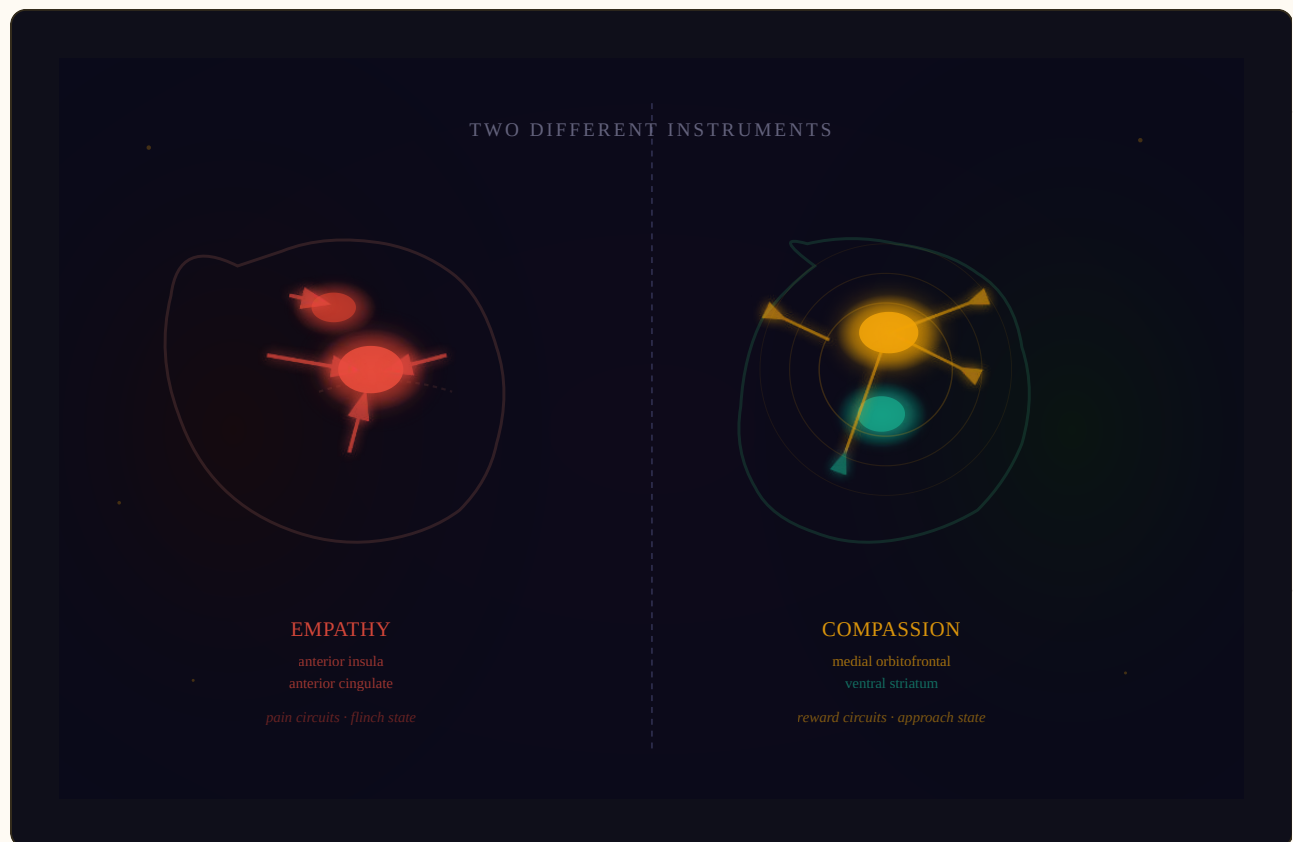 TWO DIFFERENT INSTRUMENTS
EMPATHY
anterior insula
anterior cingulate
pain circuits · flinch state
COMPASSION
medial orbitofrontal
ventral striatum
reward circuits · approach state